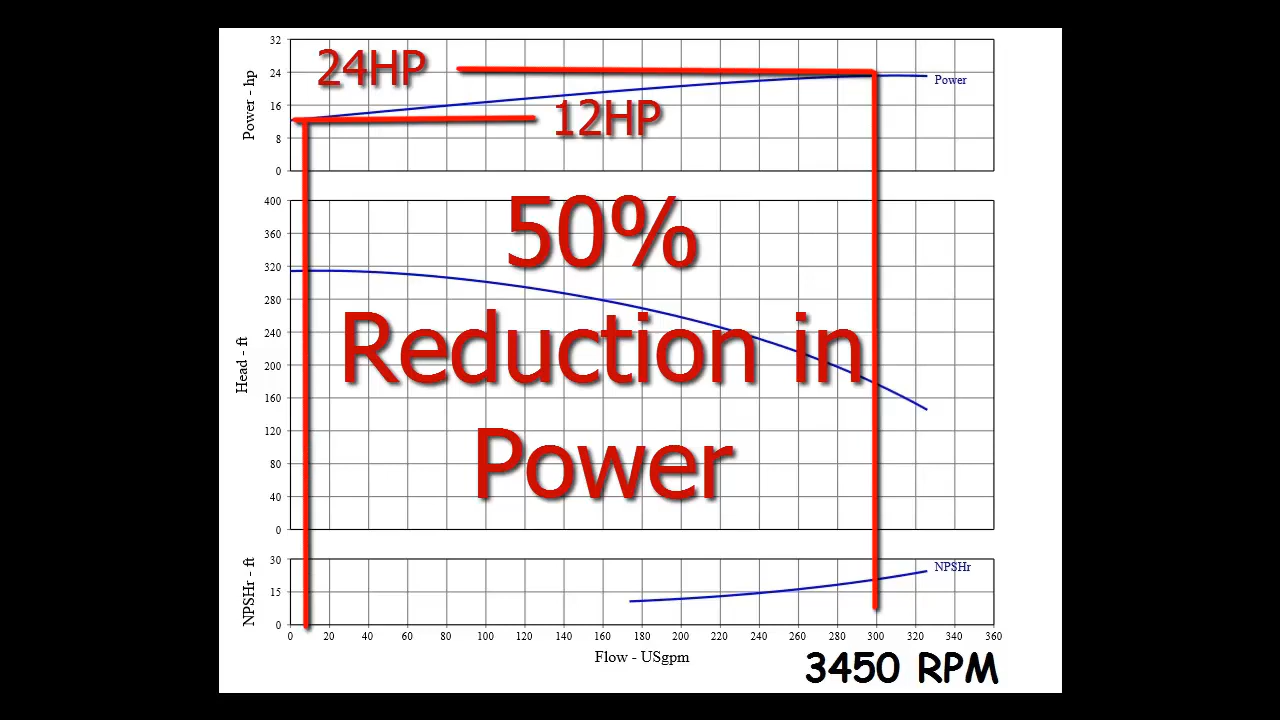 32
24HP
24
Power
16
12HP
8
0
Power - hp
400
50%
360
320
280
Reduction in
240
200
160
120
Power
80
40
0
Head - ft
30
NPSHr
15
0
NPSHr - ft
0 20 40 60 80 100 120 140 160 180 200 220 240 260 280 300 320 340 360
Flow - USgpm
3450 RPM